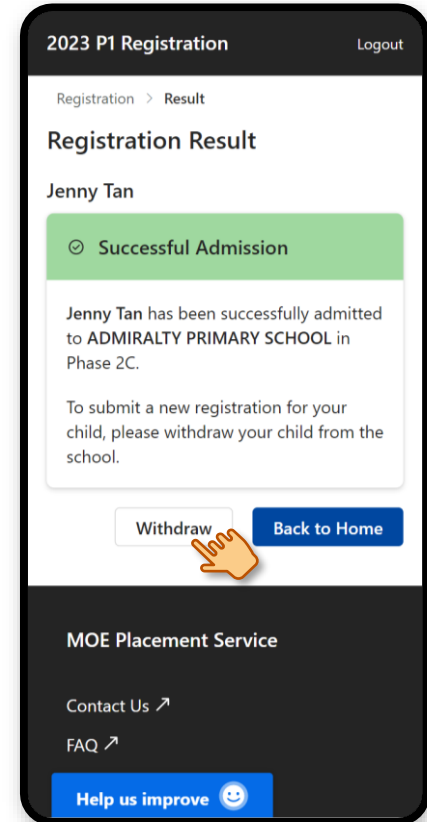 2023 P1 Registration
Logout
Registration > Result
Registration Result
Jenny Tan
Successful Admission
Jenny Tan has been successfully admitted
to ADMIRALTY PRIMARY SCHOOL in
Phase 2C.
To submit a new registration for your
child, please withdraw your child from the
school.
Withdraw
Back to Home
MOE Placement Service
Contact Us ↗
FAQ ↗
Help us improve